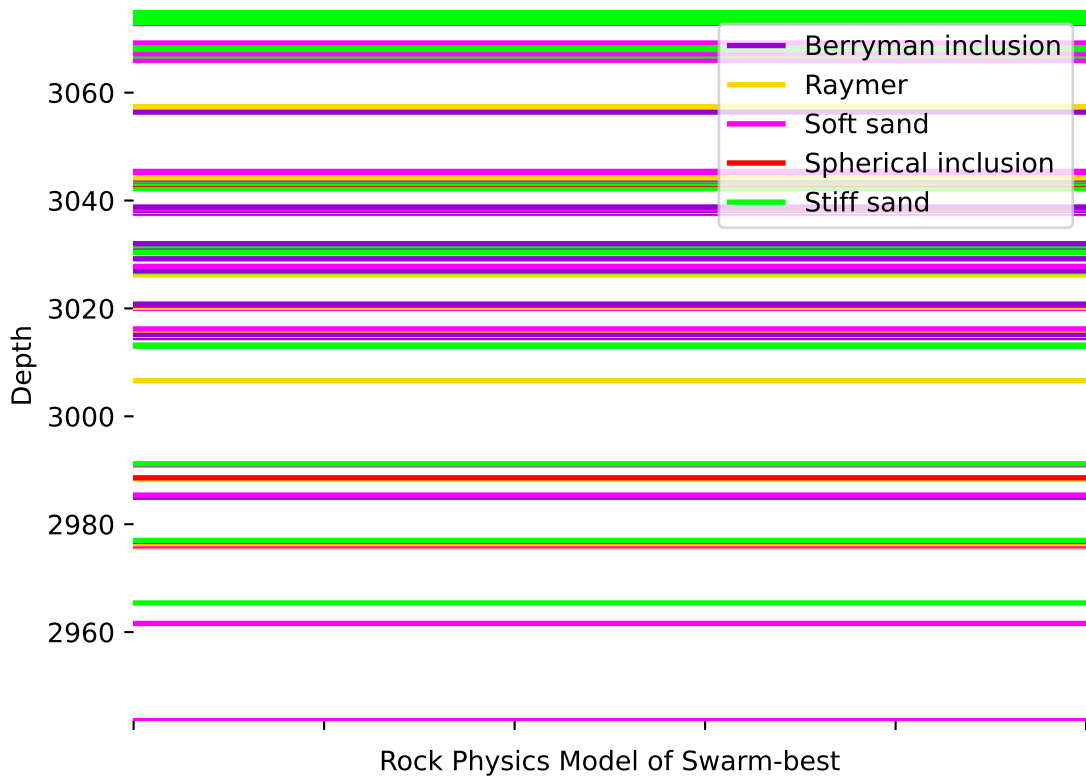 Berryman inclusion
Raymer
Soft sand
Spherical inclusion
Stiff sand
3060
3040
3020
3000
2980
2960
Depth
Rock Physics Model of Swarm-best